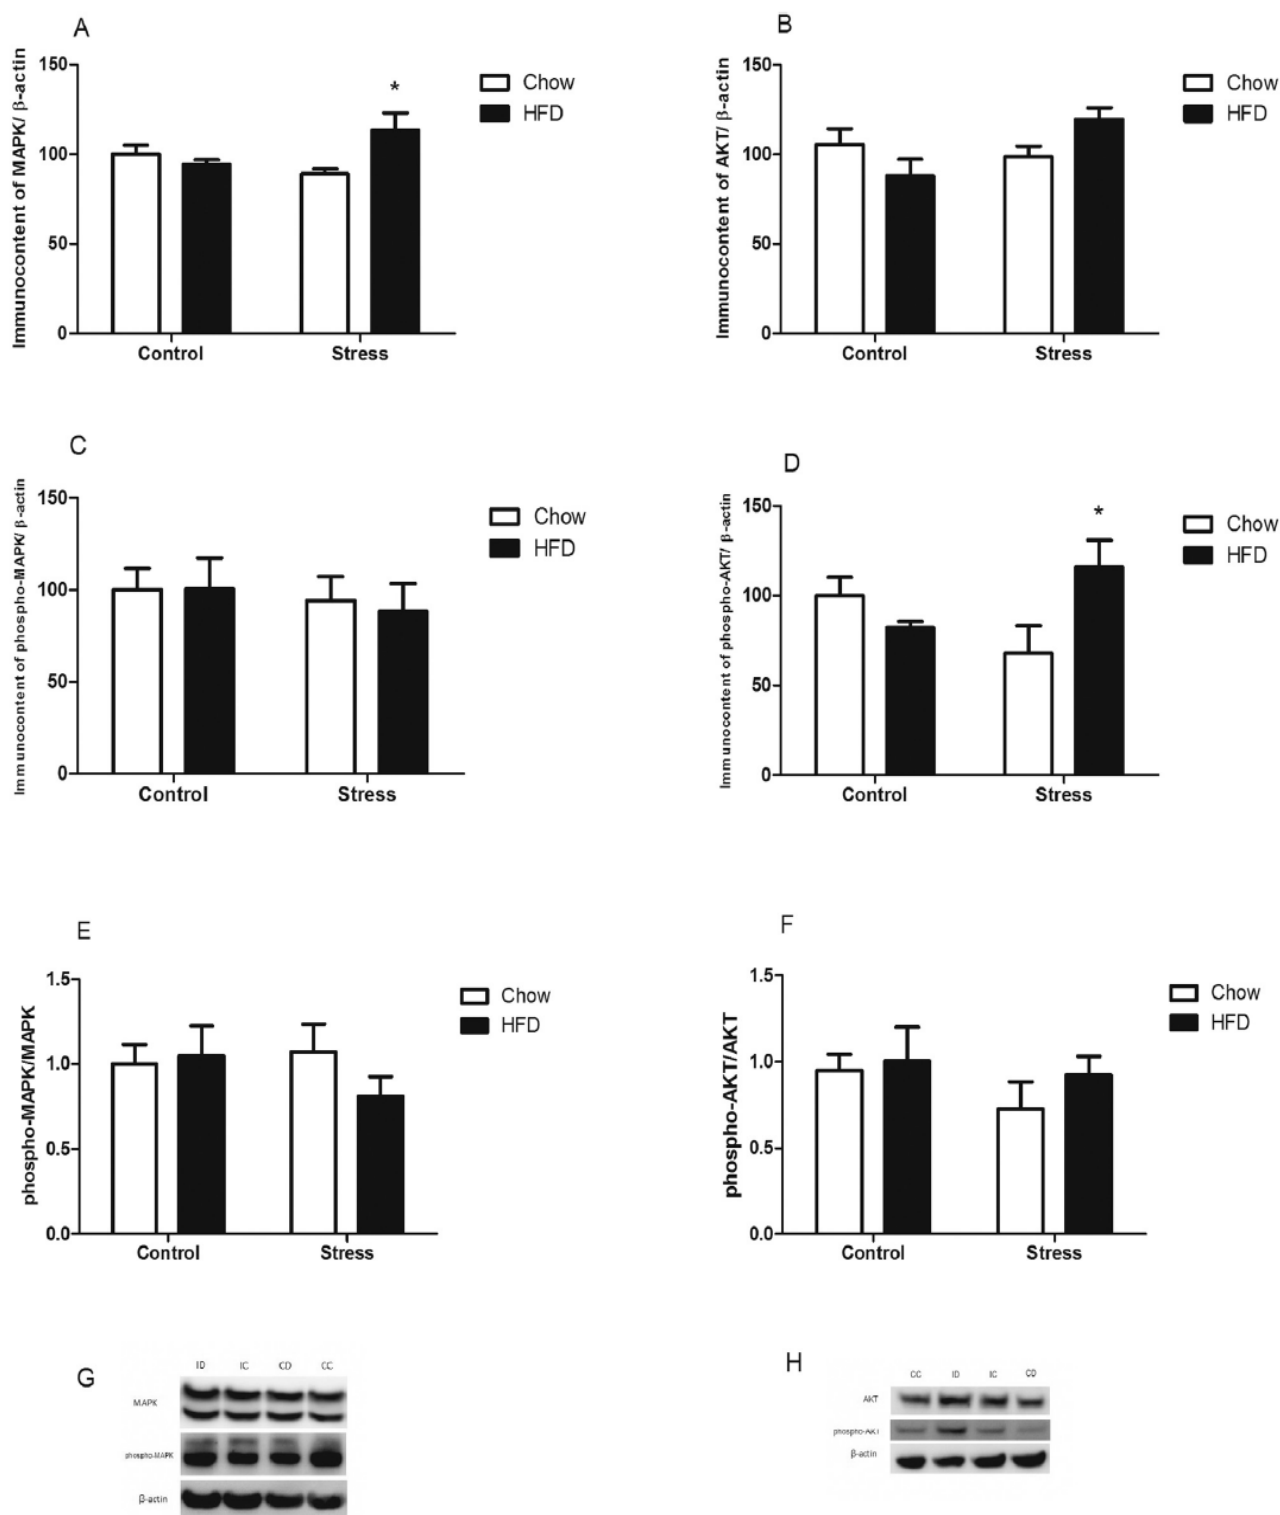 A
Immunocontent of MAPK/ β-actin
150
100
50
0
*
Chow
HFD
Control
Stress
B
Immunocontent of AKT/ β-actin
150
100
50
0
Chow
HFD
Control
Stress
C
Immunocontent of phospho-MAPK/ β-actin
150
100
50
0
Chow
HFD
Control
Stress
D
Immunocontent of phospho-AKT/ β-actin
150
100
50
0
*
Chow
HFD
Control
Stress
E
phospho-MAPK/MAPK
1.5
1.0
0.5
0.0
Chow
HFD
Control
Stress
F
phospho-AKT/AKT
1.5
1.0
0.5
0.0
Chow
HFD
Control
Stress
G
ID IC CD CC
MAPK
phospho-MAPK
β-actin
H
CC ID IC CD
AKT
phospho-AKT
β-actin